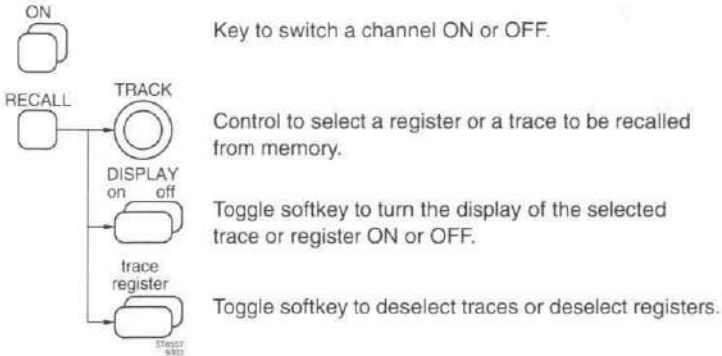 ON
Key to switch a channel ON or OFF.
RECALL
TRACK
Control to select a register or a trace to be recalled
from memory.
DISPLAY
on off
Toggle softkey to turn the display of the selected
trace or register ON or OFF.
trace
register
Toggle softkey to deselect traces or deselect registers.